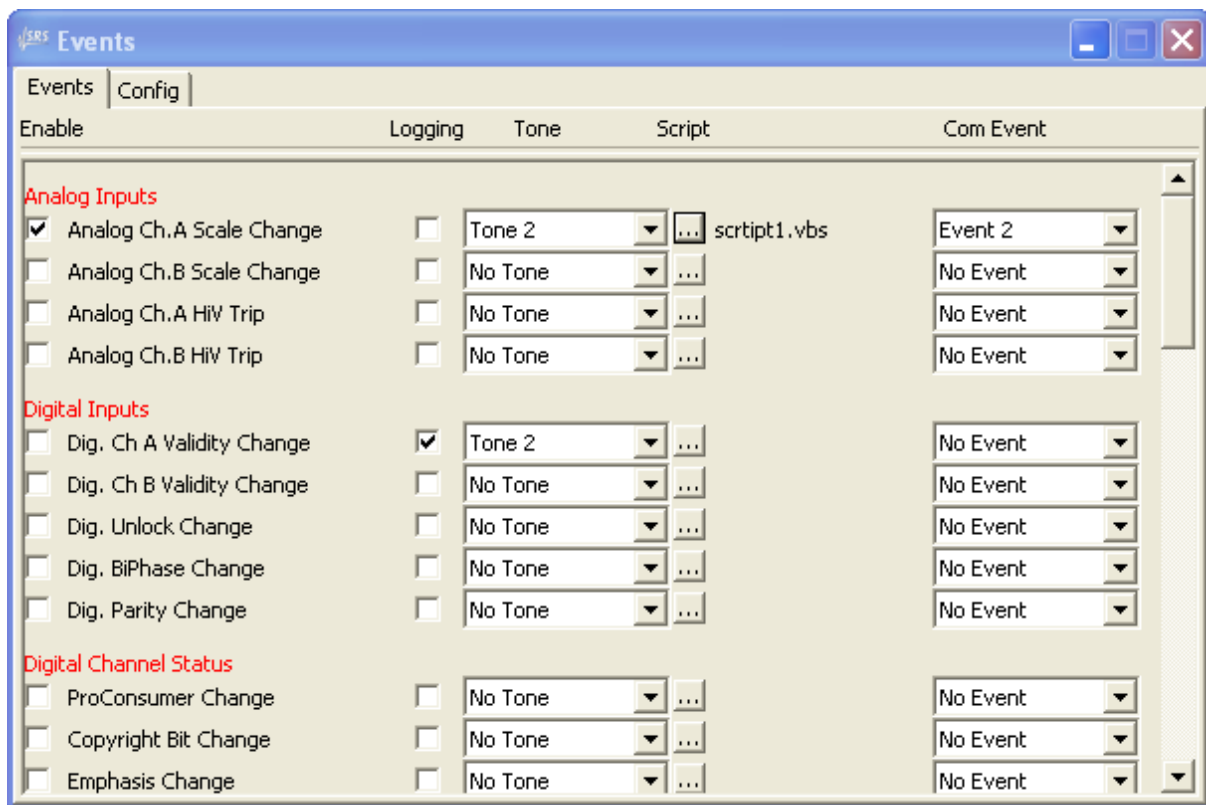 SRS Events
Events Config
Enable Logging Tone Script Com Event
Analog Inputs
Analog Ch.A Scale Change Tone 2 ... scrtipt1.vbs Event 2
Analog Ch.B Scale Change No Tone ... No Event
Analog Ch.A HiV Trip No Tone ... No Event
Analog Ch.B HiV Trip No Tone ... No Event
Digital Inputs
Dig. Ch A Validity Change Tone 2 ... No Event
Dig. Ch B Validity Change No Tone ... No Event
Dig. Unlock Change No Tone ... No Event
Dig. BiPhase Change No Tone ... No Event
Dig. Parity Change No Tone ... No Event
Digital Channel Status
ProConsumer Change No Tone ... No Event
Copyright Bit Change No Tone ... No Event
Emphasis Change No Tone ... No Event